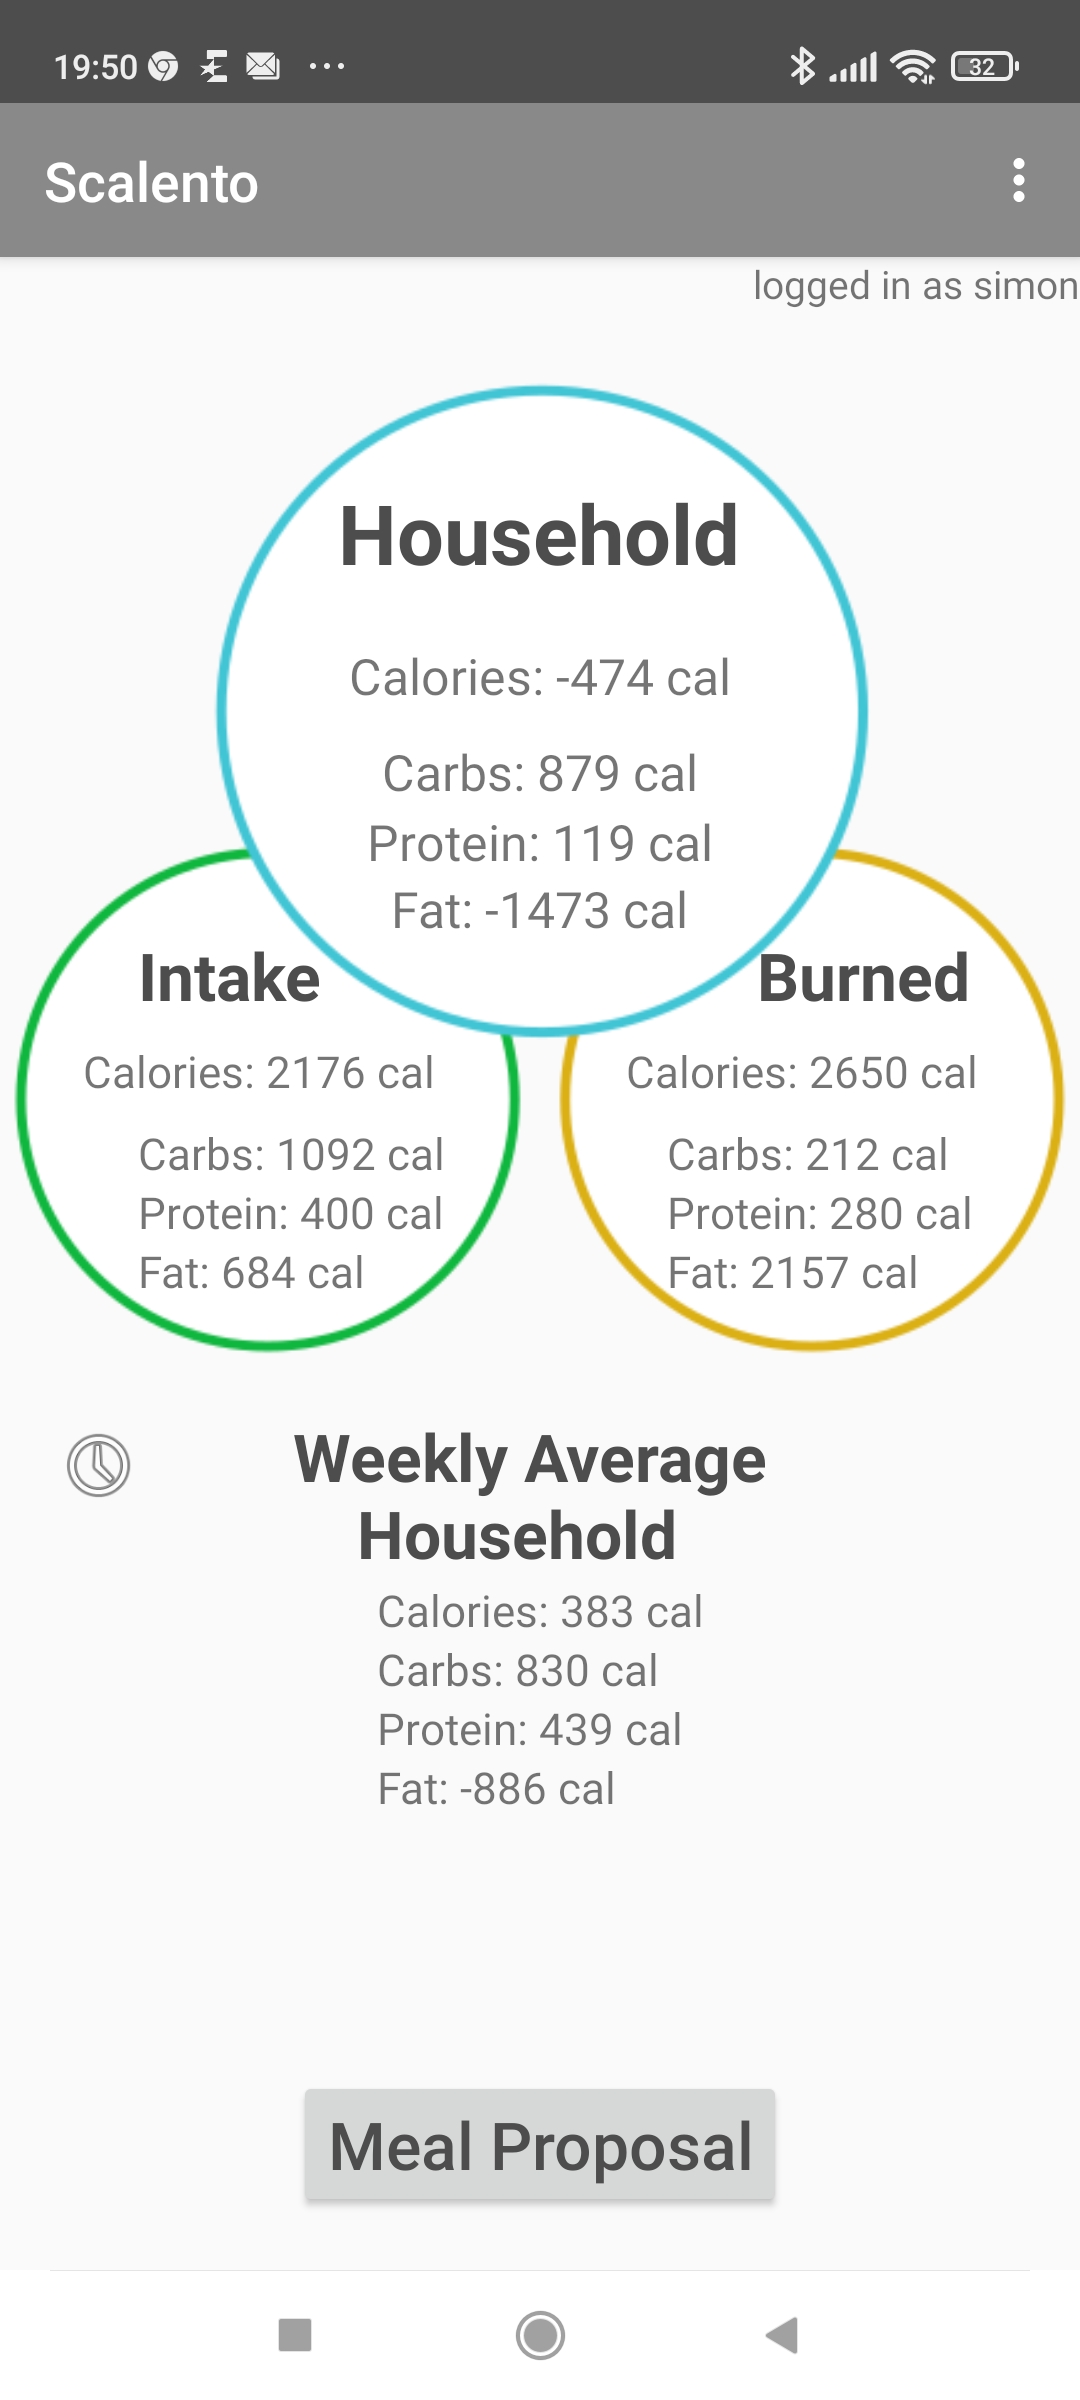 19:50
32
Scalento
logged in as simon
Household
Calories: -474 cal
Carbs: 879 cal
Protein: 119 cal
Fat: -1473 cal
Intake
Calories: 2176 cal
Carbs: 1092 cal
Protein: 400 cal
Fat: 684 cal
Burned
Calories: 2650 cal
Carbs: 212 cal
Protein: 280 cal
Fat: 2157 cal
Weekly Average
Household
Calories: 383 cal
Carbs: 830 cal
Protein: 439 cal
Fat: -886 cal
Meal Proposal